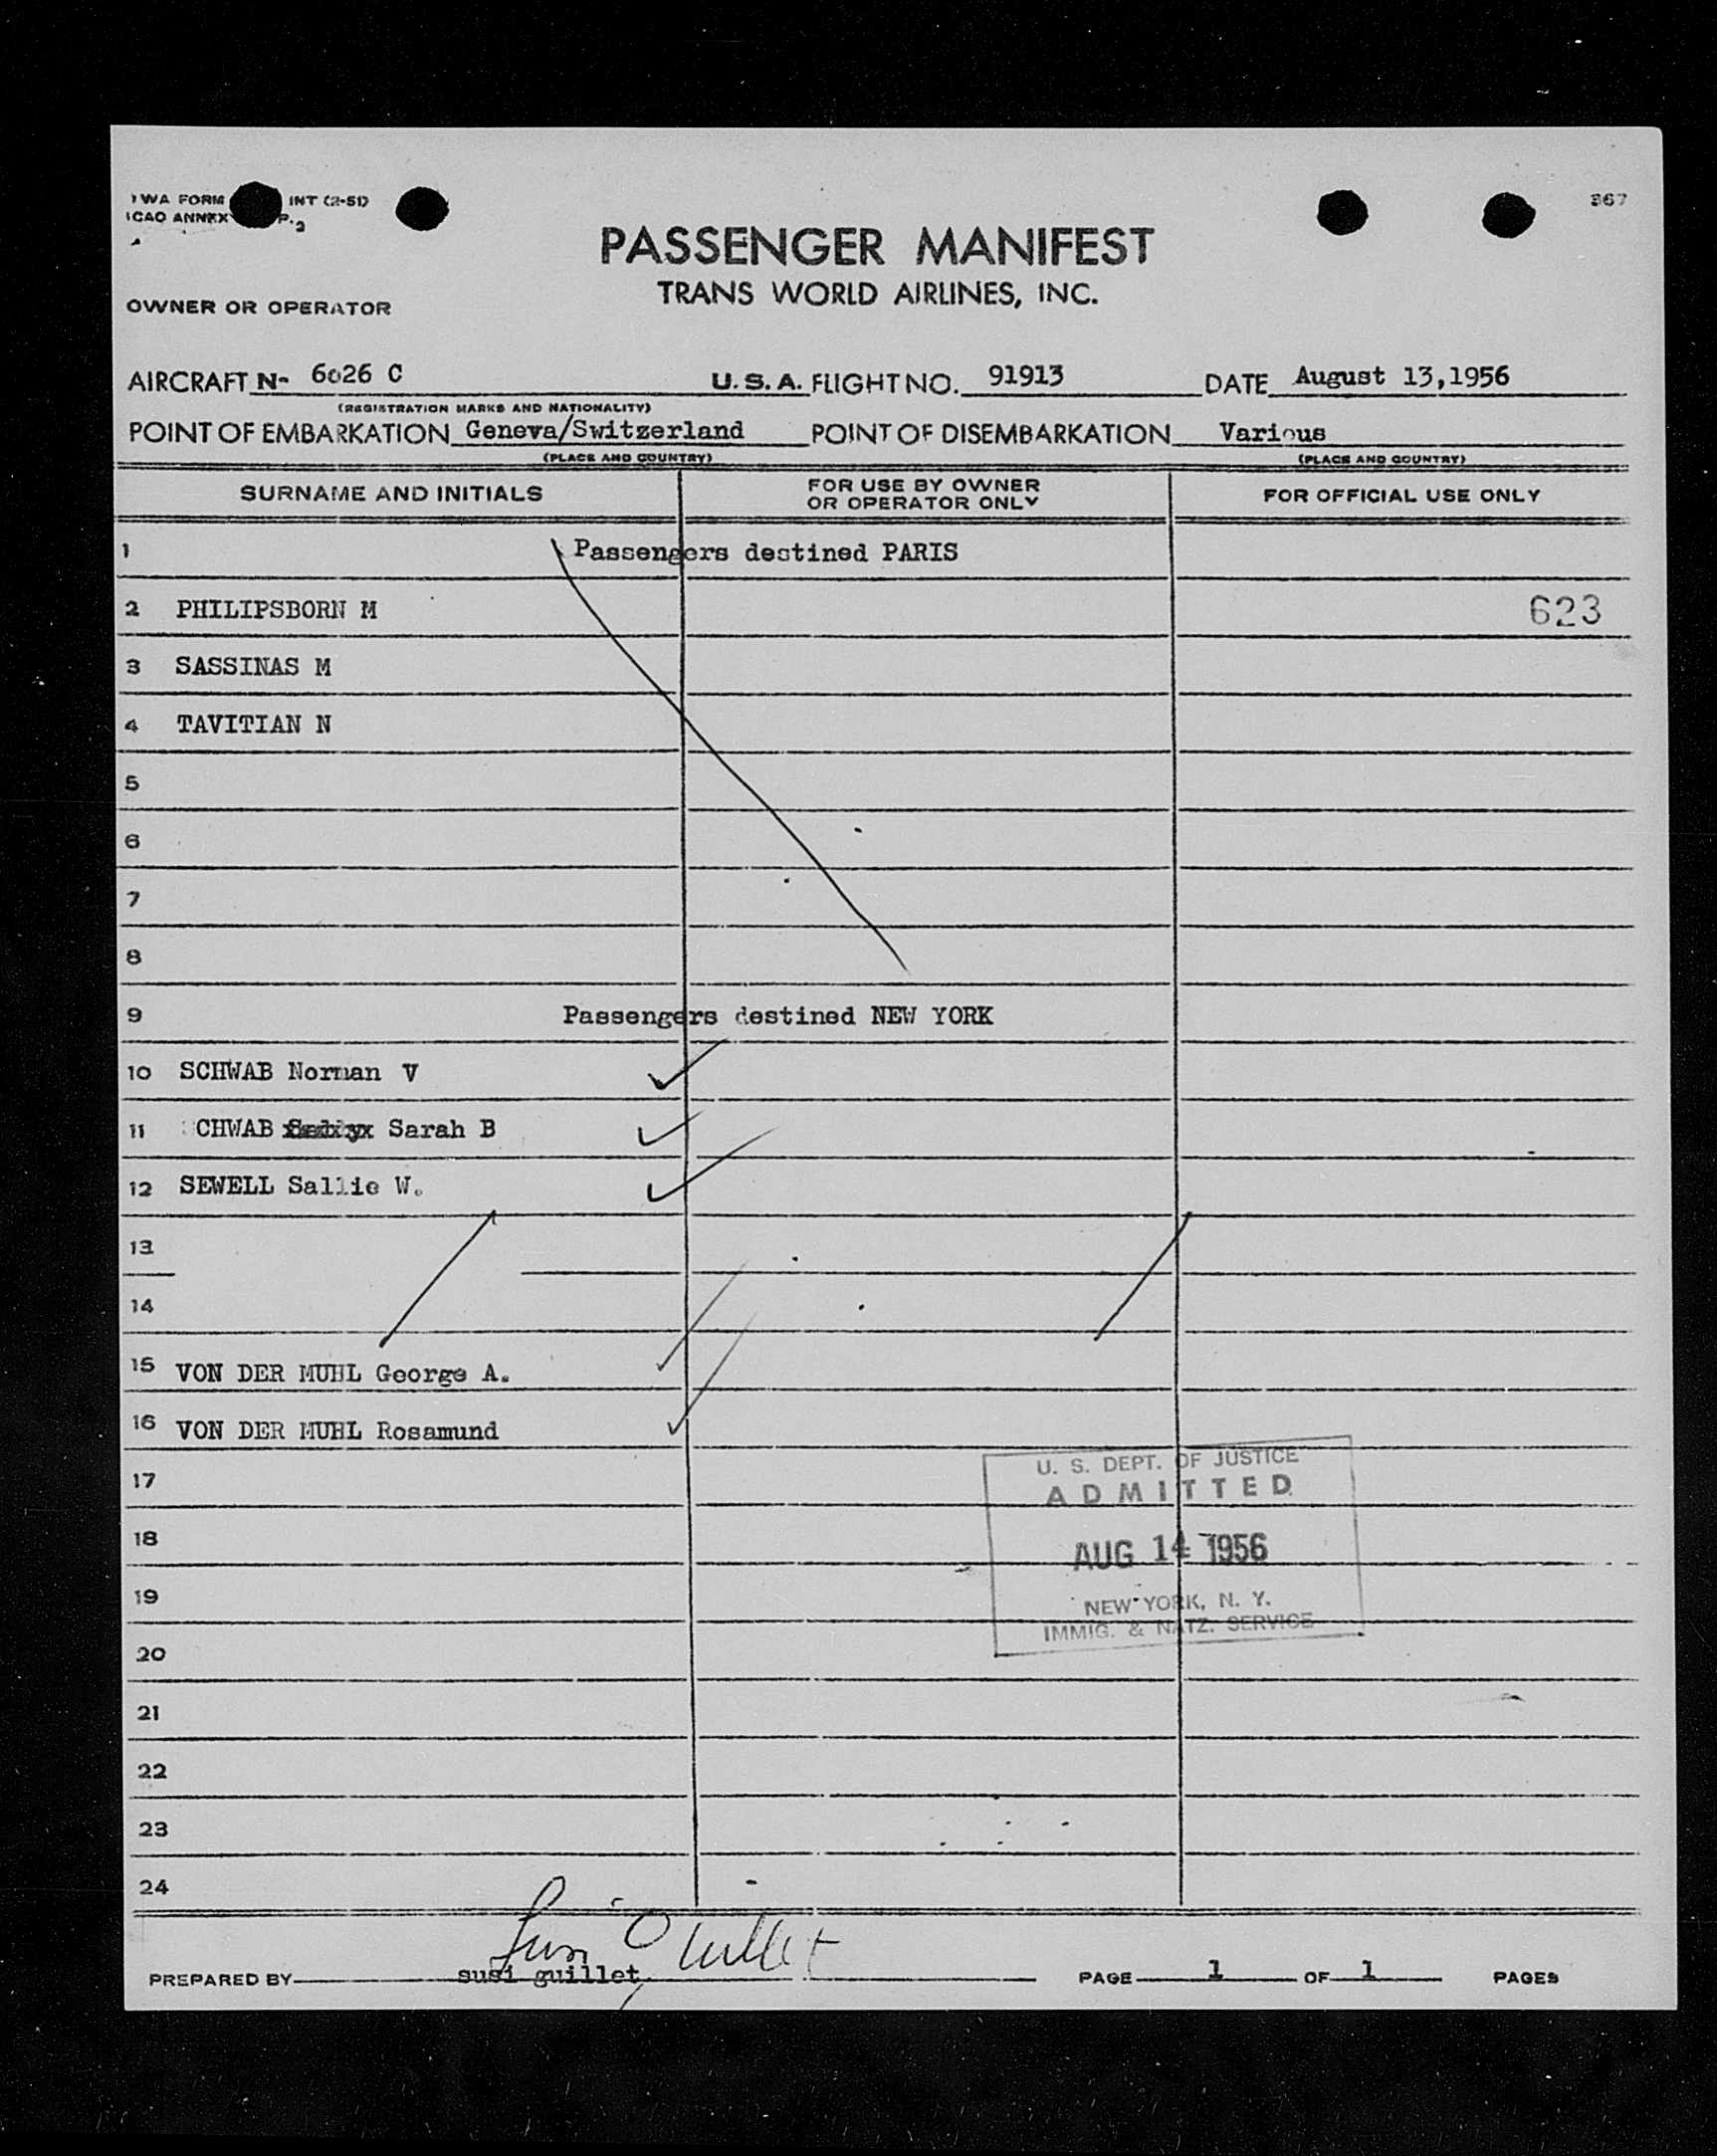 TWA FORM INT (2-51)
ICAO ANNEX P.2
367
PASSENGER MANIFEST
TRANS WORLD AIRLINES, INC.
OWNER OR OPERATOR
AIRCRAFT N- 6026 C U.S.A. FLIGHT NO. 91913 DATE August 13,1956
(REGISTRATION MARKS AND NATIONALITY)
POINT OF EMBARKATION Geneva/Switzerland POINT OF DISEMBARKATION Various
(PLACE AND COUNTRY) (PLACE AND COUNTRY)
SURNAME AND INITIALS FOR USE BY OWNER OR OPERATOR ONLY FOR OFFICIAL USE ONLY
1 Passengers destined PARIS
2 PHILIPSBORN M 623
3 SASSINAS M
4 TAVITIAN N
5
6
7
8
9 Passengers destined NEW YORK
10 SCHWAB Norman V
11 CHWAB Sarah B
12 SEWELL Sallie W.
13
14
15 VON DER MUHL George A.
16 VON DER MUHL Rosamund
17
18
19
20
21
22
23
24
U. S. DEPT. OF JUSTICE
ADMITTED
AUG 14 1956
NEW YORK, N. Y.
IMMIG. & NATZ. SERVICE
Susi Guillet
PREPARED BY susi guillet PAGE 1 OF 1 PAGES